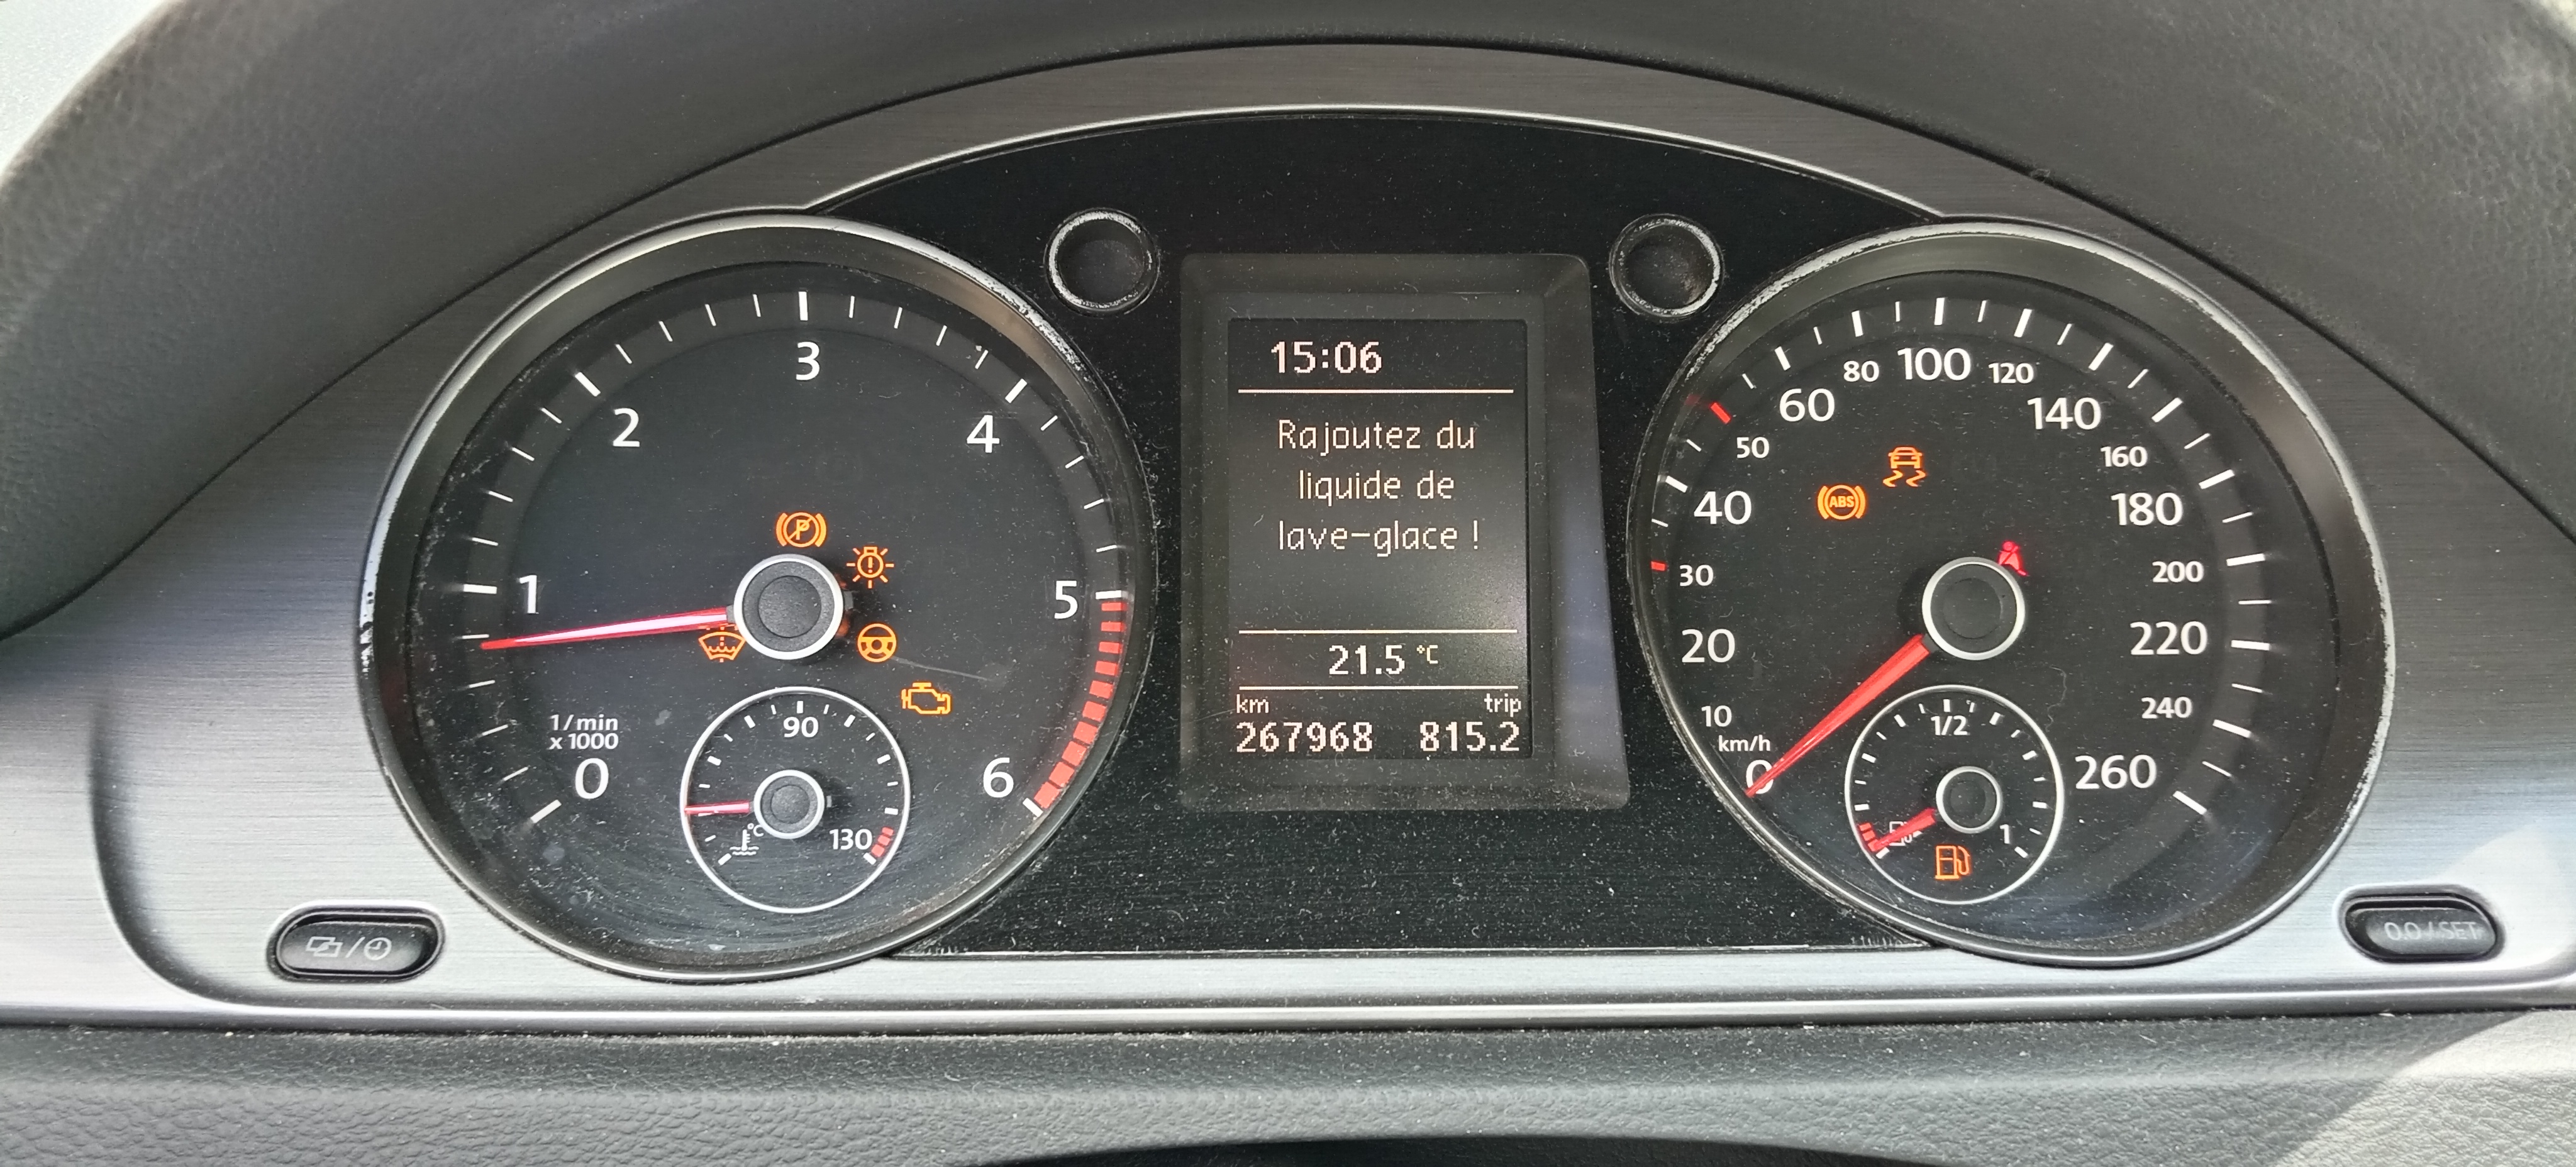 0
1
2
3
4
5
6
1/min
x 1000
90
130
°C
15:06
Rajoutez du
liquide de
lave-glace !
21.5 °C
km trip
267968 815.2
0
10
20
30
40
50
60
80
100
120
140
160
180
200
220
240
260
km/h
ABS
P
1/2
1
0.0 / SET